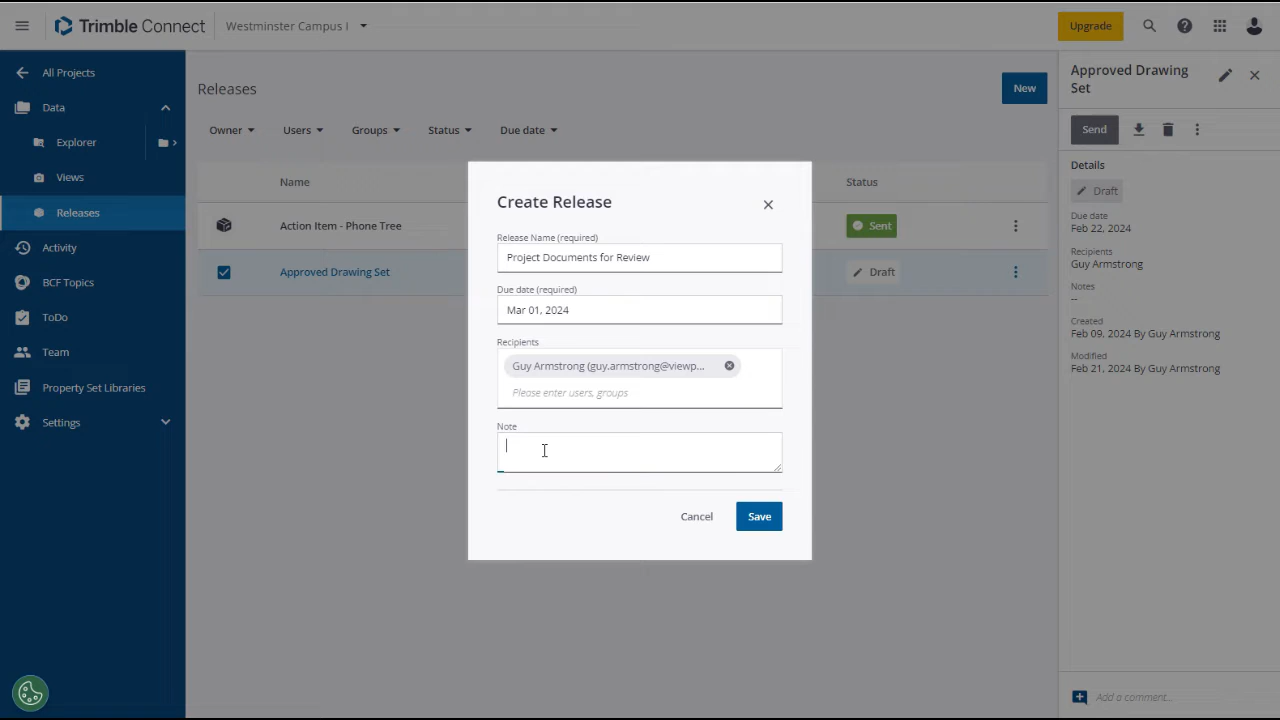 Trimble Connect
Westminster Campus I
Upgrade
All Projects
Data
Explorer
Views
Releases
Activity
BCF Topics
ToDo
Team
Property Set Libraries
Settings
Releases
New
Owner
Users
Groups
Status
Due date
Name
Status
Action Item - Phone Tree
Sent
Approved Drawing Set
Draft
Create Release
Release Name (required)
Project Documents for Review
Due date (required)
Mar 01, 2024
Recipients
Guy Armstrong (guy.armstrong@viewp...
Please enter users, groups
Note
Cancel
Save
Approved Drawing
Set
Send
Details
Draft
Due date
Feb 22, 2024
Recipients
Guy Armstrong
Notes
--
Created
Feb 09, 2024 By Guy Armstrong
Modified
Feb 21, 2024 By Guy Armstrong
Add a comment...